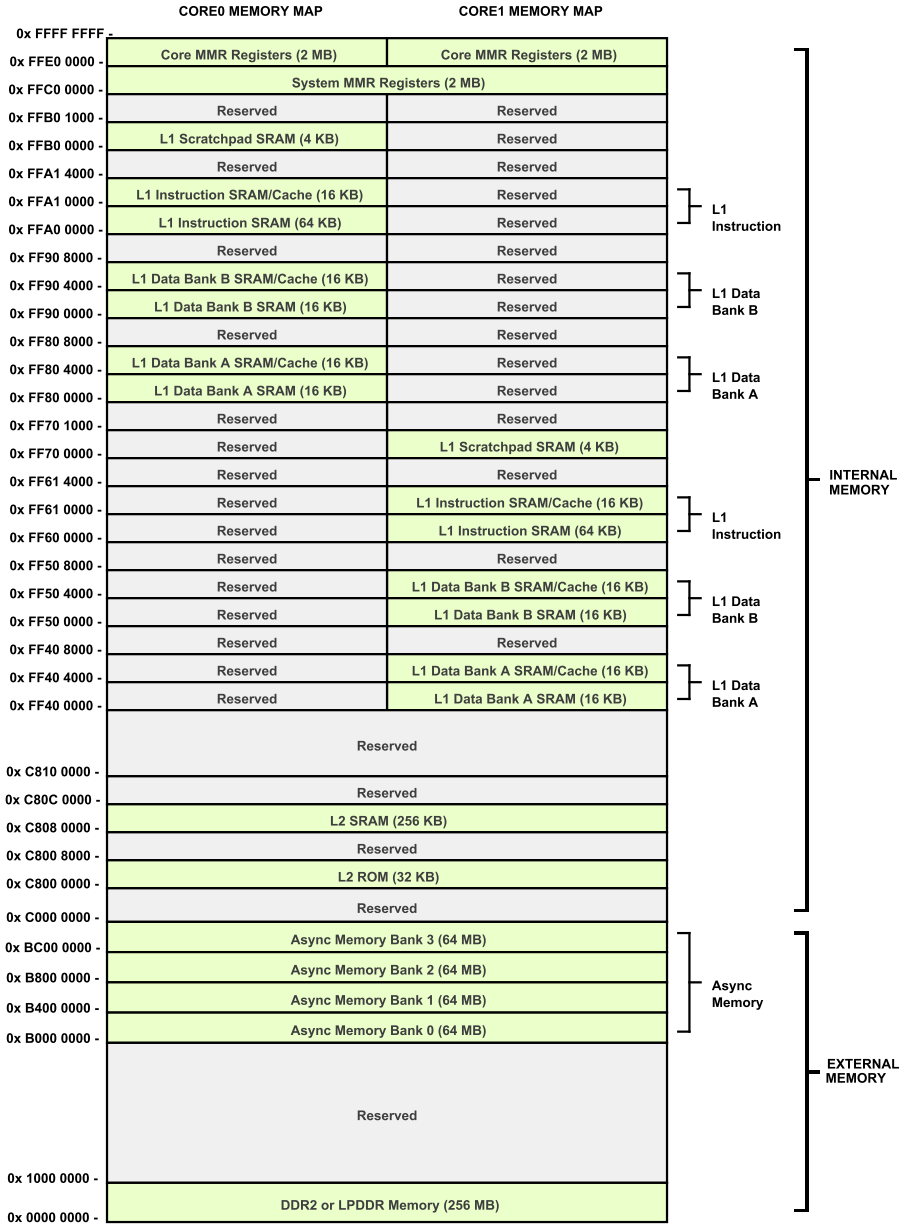 CORE0 MEMORY MAP CORE1 MEMORY MAP
0x FFFF FFFF -
Core MMR Registers (2 MB) Core MMR Registers (2 MB)
0x FFE0 0000 -
System MMR Registers (2 MB)
0x FFC0 0000 -
Reserved Reserved
0x FFB0 1000 -
L1 Scratchpad SRAM (4 KB) Reserved
0x FFB0 0000 -
Reserved Reserved
0x FFA1 4000 -
L1 Instruction SRAM/Cache (16 KB) Reserved
0x FFA1 0000 -
L1
Instruction
L1 Instruction SRAM (64 KB) Reserved
0x FFA0 0000 -
Reserved Reserved
0x FF90 8000 -
L1 Data Bank B SRAM/Cache (16 KB) Reserved
0x FF90 4000 -
L1 Data
Bank B
L1 Data Bank B SRAM (16 KB) Reserved
0x FF90 0000 -
Reserved Reserved
0x FF80 8000 -
L1 Data Bank A SRAM/Cache (16 KB) Reserved
0x FF80 4000 -
L1 Data
Bank A
L1 Data Bank A SRAM (16 KB) Reserved
0x FF80 0000 -
Reserved Reserved
0x FF70 1000 -
Reserved L1 Scratchpad SRAM (4 KB)
0x FF70 0000 -
Reserved Reserved
0x FF61 4000 -
INTERNAL
MEMORY
Reserved L1 Instruction SRAM/Cache (16 KB)
0x FF61 0000 -
L1
Instruction
Reserved L1 Instruction SRAM (64 KB)
0x FF60 0000 -
Reserved Reserved
0x FF50 8000 -
Reserved L1 Data Bank B SRAM/Cache (16 KB)
0x FF50 4000 -
L1 Data
Bank B
Reserved L1 Data Bank B SRAM (16 KB)
0x FF50 0000 -
Reserved Reserved
0x FF40 8000 -
Reserved L1 Data Bank A SRAM/Cache (16 KB)
0x FF40 4000 -
L1 Data
Bank A
Reserved L1 Data Bank A SRAM (16 KB)
0x FF40 0000 -
Reserved
0x C810 0000 -
Reserved
0x C80C 0000 -
L2 SRAM (256 KB)
0x C808 0000 -
Reserved
0x C800 8000 -
L2 ROM (32 KB)
0x C800 0000 -
Reserved
0x C000 0000 -
Async Memory Bank 3 (64 MB)
0x BC00 0000 -
Async Memory Bank 2 (64 MB)
0x B800 0000 -
Async
Memory
Async Memory Bank 1 (64 MB)
0x B400 0000 -
Async Memory Bank 0 (64 MB)
0x B000 0000 -
EXTERNAL
MEMORY
Reserved
0x 1000 0000 -
DDR2 or LPDDR Memory (256 MB)
0x 0000 0000 -